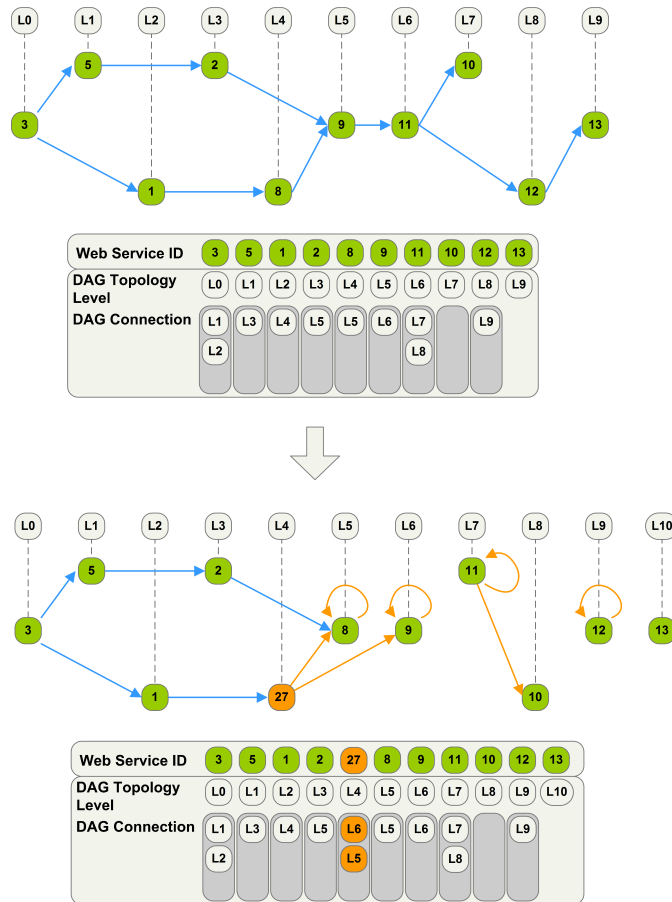 L0 L1 L2 L3 L4 L5 L6 L7 L8 L9
5 2 10
3 9 11 13
1 8 12
Web Service ID 3 5 1 2 8 9 11 10 12 13
DAG Topology
Level
L0 L1 L2 L3 L4 L5 L6 L7 L8 L9
DAG Connection L1 L3 L4 L5 L5 L6 L7 L9
L2 L8
L0 L1 L2 L3 L4 L5 L6 L7 L8 L9 L10
5 2 11
3 8 9 12 13
1 27 10
Web Service ID 3 5 1 2 27 8 9 11 10 12 13
DAG Topology
Level
L0 L1 L2 L3 L4 L5 L6 L7 L8 L9 L10
DAG Connection L1 L3 L4 L5 L6 L5 L6 L7 L9
L2 L5 L8